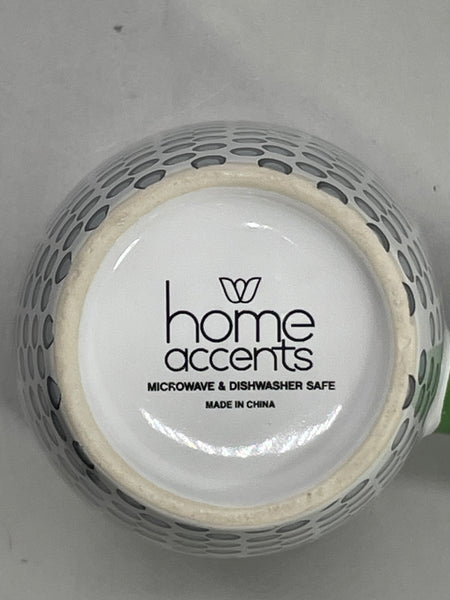 home
accents
MICROWAVE & DISHWASHER SAFE
MADE IN CHINA